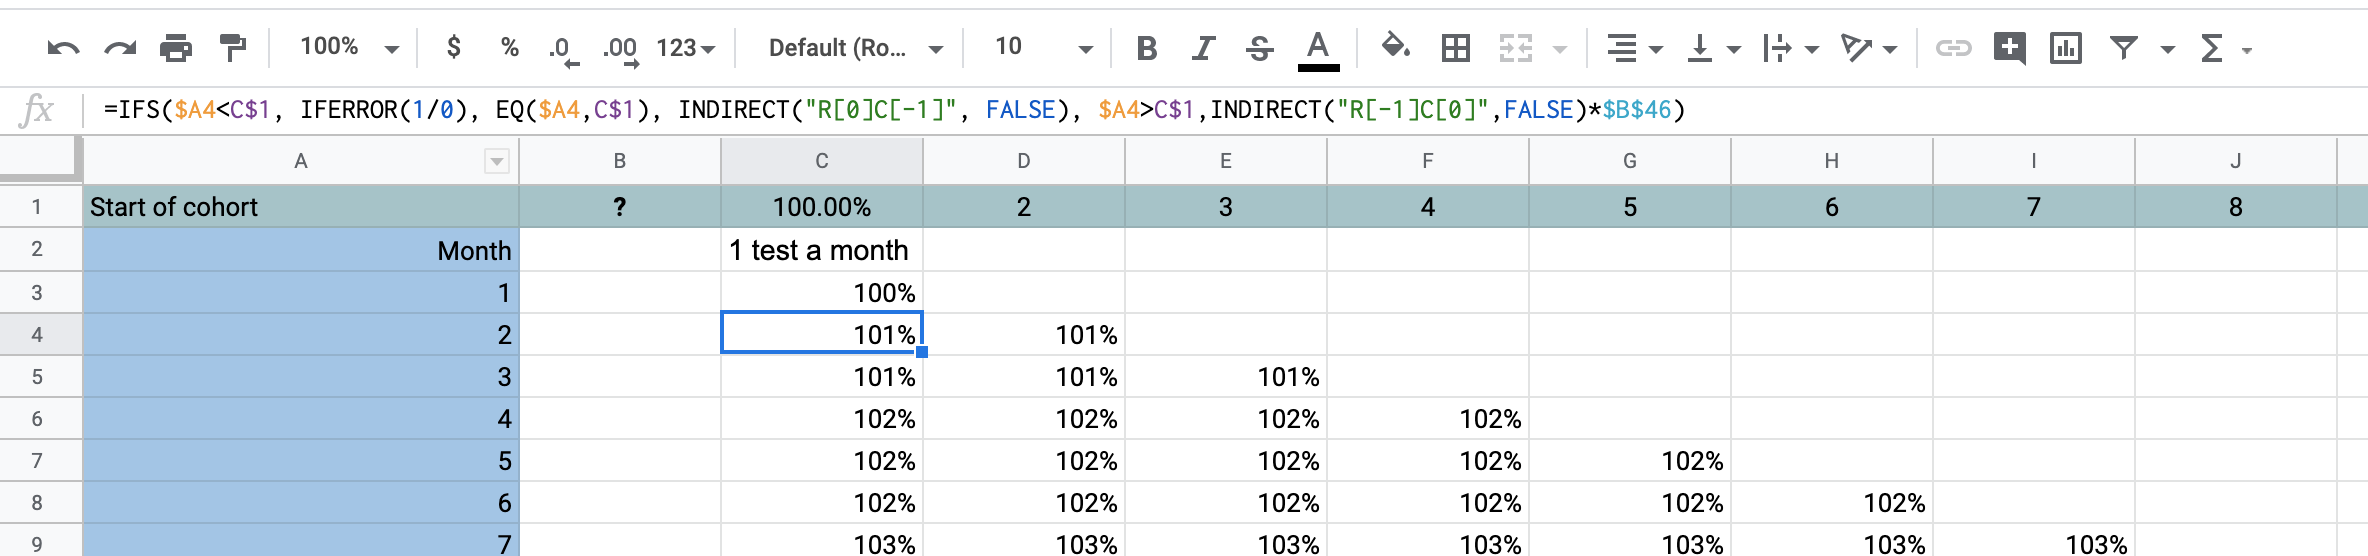 100% $ % .0 .00 123 Default (Ro... 10 B I S A Σ
fx =IFS($A4<C$1, IFERROR(1/0), EQ($A4,C$1), INDIRECT("R[0]C[-1]", FALSE), $A4>C$1,INDIRECT("R[-1]C[0]",FALSE)*$B$46)
A B C D E F G H I J
1 Start of cohort ? 100.00% 2 3 4 5 6 7 8
2 Month 1 test a month
3 1 100%
4 2 101% 101%
5 3 101% 101% 101%
6 4 102% 102% 102% 102%
7 5 102% 102% 102% 102% 102%
8 6 102% 102% 102% 102% 102% 102%
9 7 103% 103% 103% 103% 103% 103% 103%